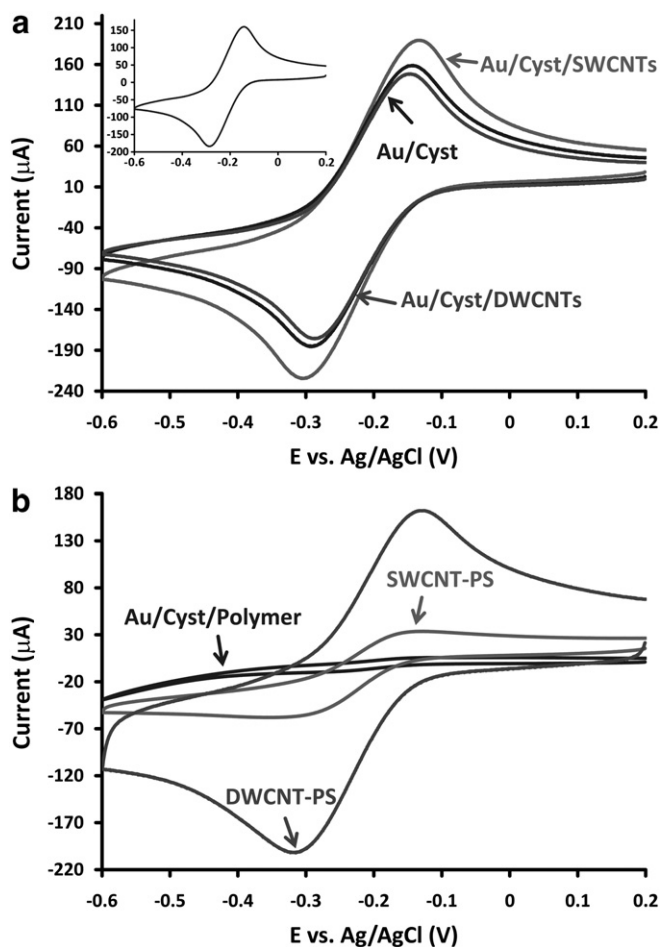 a
150
100
50
0
-50
-100
-150
-200
-0.6 -0.4 -0.2 0 0.2
210
160
110
60
10
-40
-90
-140
-190
-240
Current (µA)
Au/Cyst/SWCNTs
Au/Cyst
Au/Cyst/DWCNTs
-0.6 -0.5 -0.4 -0.3 -0.2 -0.1 0 0.1 0.2
E vs. Ag/AgCl (V)
b
180
130
80
30
-20
-70
-120
-170
-220
Current (µA)
SWCNT-PS
Au/Cyst/Polymer
DWCNT-PS
-0.6 -0.5 -0.4 -0.3 -0.2 -0.1 0 0.1 0.2
E vs. Ag/AgCl (V)